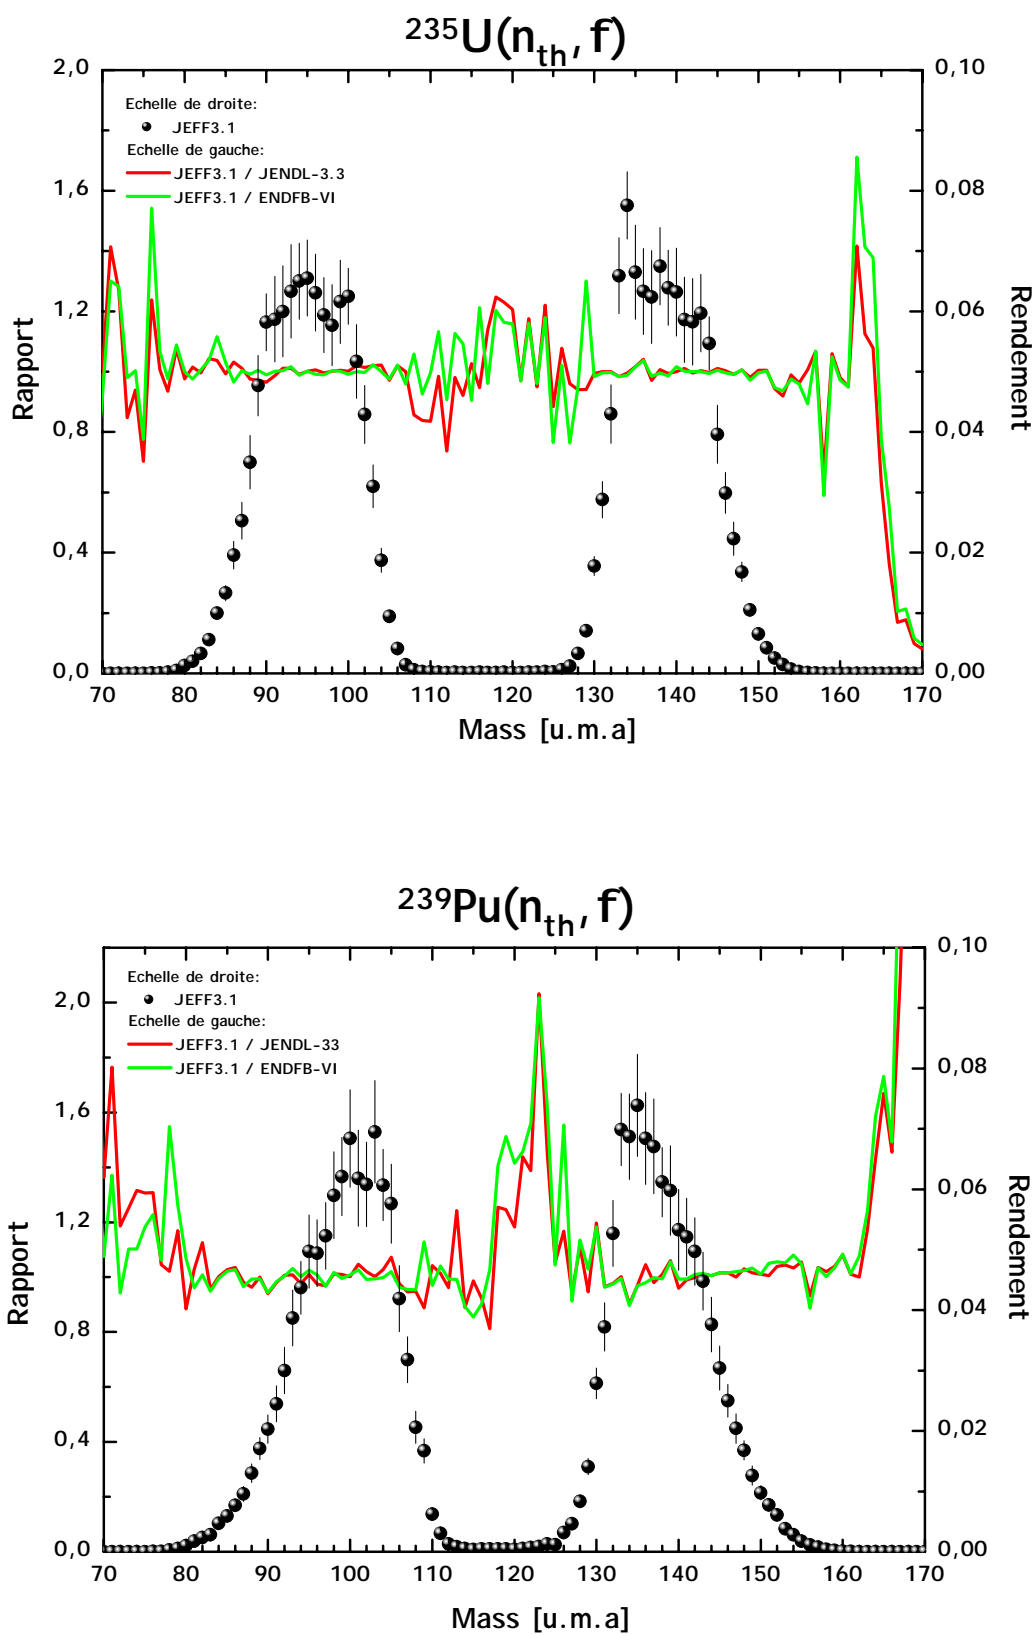 ²³⁵U(nₜₕ, f)
2,0
1,6
1,2
0,8
0,4
0,0
Rapport
Echelle de droite:
JEFF3.1
Echelle de gauche:
JEFF3.1 / JENDL-3.3
JEFF3.1 / ENDFB-VI
0,10
0,08
0,06
0,04
0,02
0,00
Rendement
70 80 90 100 110 120 130 140 150 160 170
Mass [u.m.a]
²³⁹Pu(nₜₕ, f)
2,0
1,6
1,2
0,8
0,4
0,0
Rapport
Echelle de droite:
JEFF3.1
Echelle de gauche:
JEFF3.1 / JENDL-33
JEFF3.1 / ENDFB-VI
0,10
0,08
0,06
0,04
0,02
0,00
Rendement
70 80 90 100 110 120 130 140 150 160 170
Mass [u.m.a]